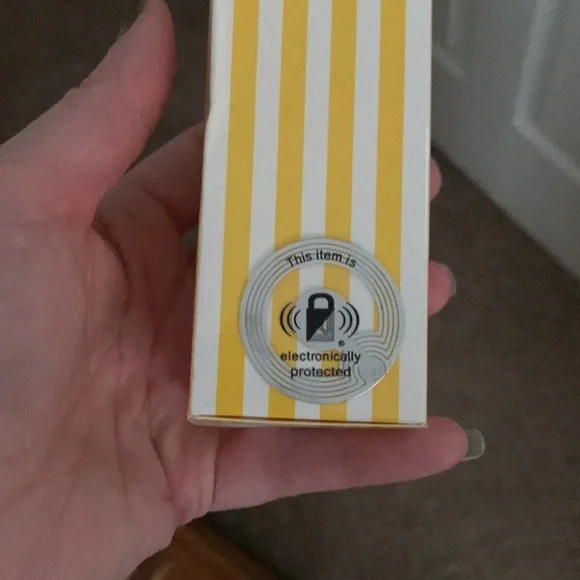 This item is
®
electronically
protected